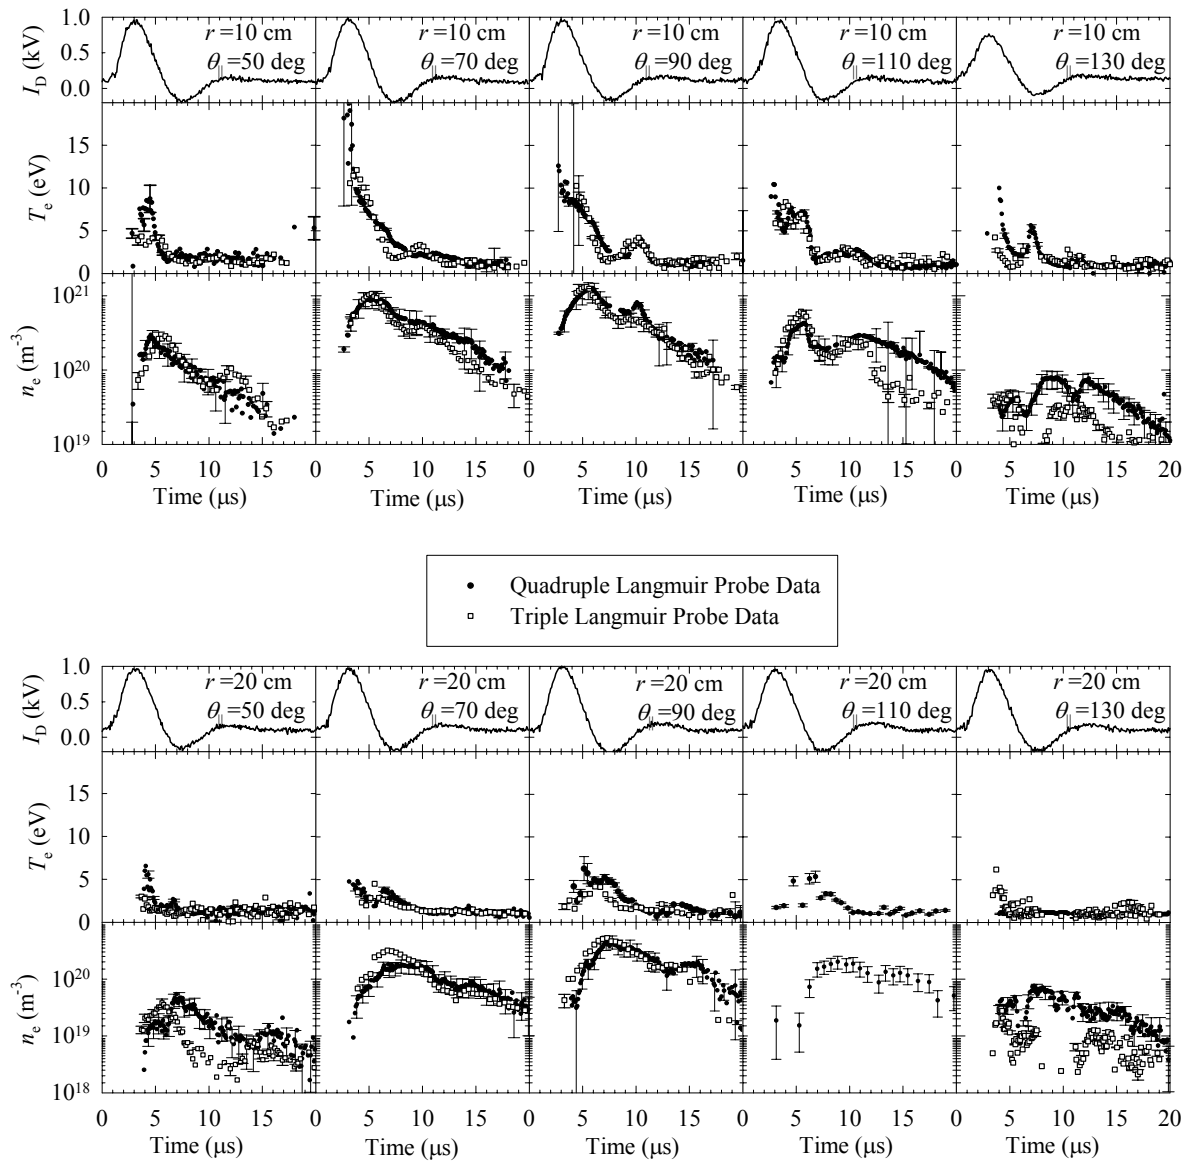 1.0
0.5
0.0
I_D (kV)
r =10 cm
θ =50 deg
r =10 cm
θ =70 deg
r =10 cm
θ =90 deg
r =10 cm
θ =110 deg
r =10 cm
θ =130 deg
15
10
5
0
T_e (eV)
10^21
10^20
10^19
n_e (m^-3)
0 5 10 15 0 5 10 15 0 5 10 15 0 5 10 15 0 5 10 15 20
Time (μs) Time (μs) Time (μs) Time (μs) Time (μs)
Quadruple Langmuir Probe Data
Triple Langmuir Probe Data
1.0
0.5
0.0
I_D (kV)
r =20 cm
θ =50 deg
r =20 cm
θ =70 deg
r =20 cm
θ =90 deg
r =20 cm
θ =110 deg
r =20 cm
θ =130 deg
15
10
5
0
T_e (eV)
10^20
10^19
10^18
n_e (m^-3)
0 5 10 15 0 5 10 15 0 5 10 15 0 5 10 15 0 5 10 15 20
Time (μs) Time (μs) Time (μs) Time (μs) Time (μs)